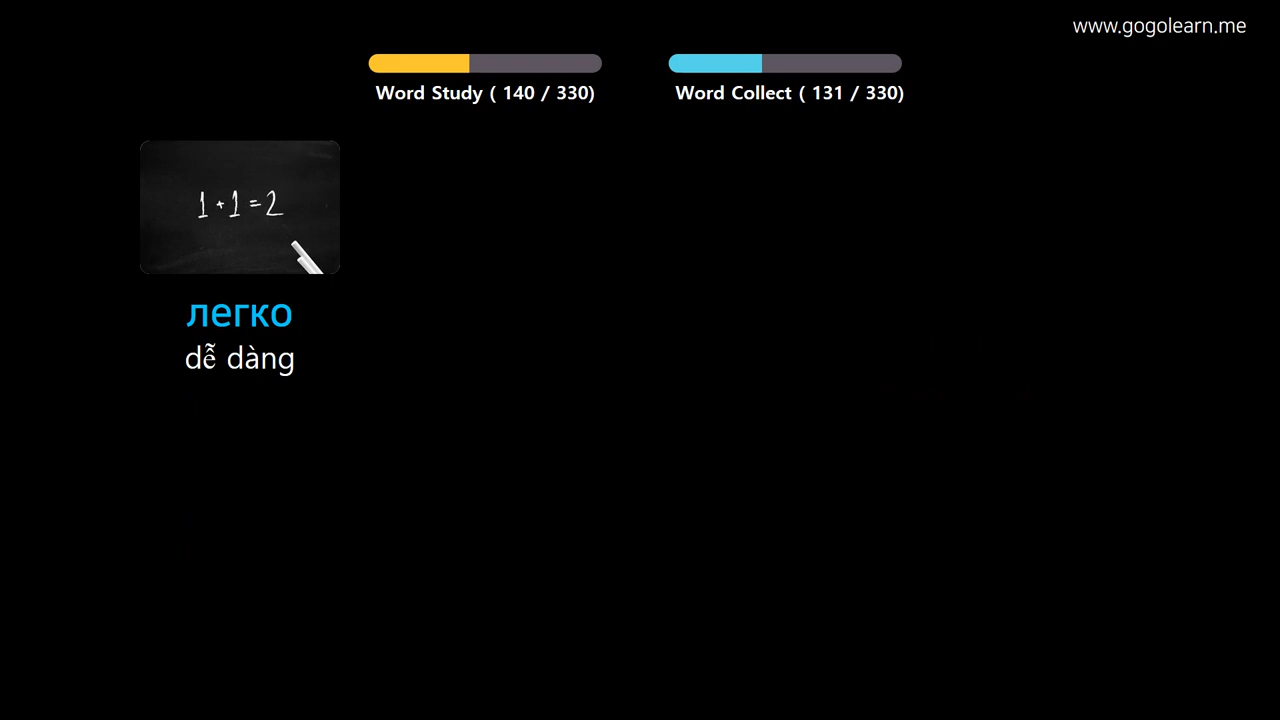 www.gogolearn.me
Word Study ( 140 / 330)
Word Collect ( 131 / 330)
1+1=2
легко
dễ dàng